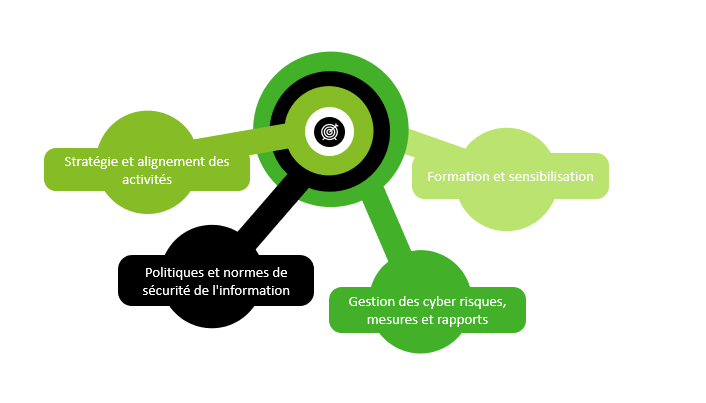 Stratégie et alignement des
activités
Formation et sensibilisation
Politiques et normes de
sécurité de l'information
Gestion des cyber risques,
mesures et rapports